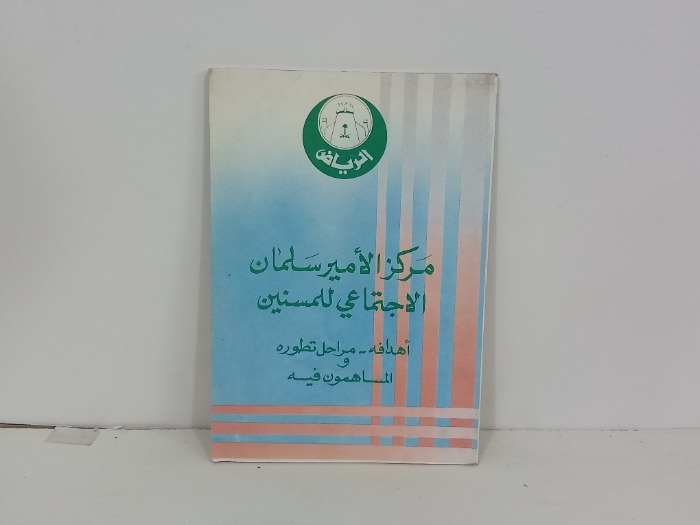 الرياض
مركز الأمير سلمان
الاجتماعي للمسنين
أهدافه - مراحل تطوره
و
المساهمون فيه